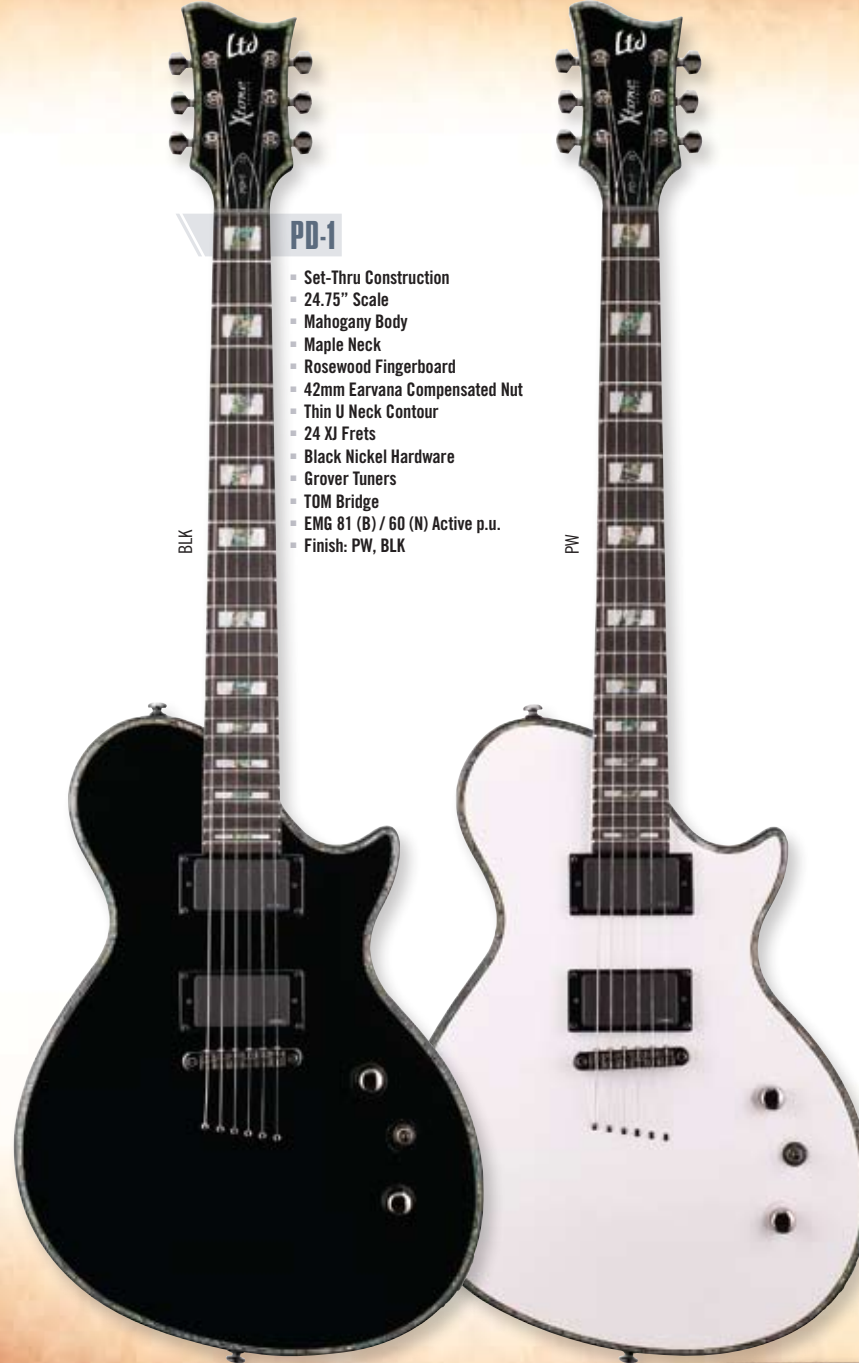 Ltd
Xtone
Ltd
Xtone
PD-1
Set-Thru Construction
24.75” Scale
Mahogany Body
Maple Neck
Rosewood Fingerboard
42mm Earvana Compensated Nut
Thin U Neck Contour
24 XJ Frets
Black Nickel Hardware
Grover Tuners
TOM Bridge
EMG 81 (B) / 60 (N) Active p.u.
Finish: PW, BLK
BLK
PW